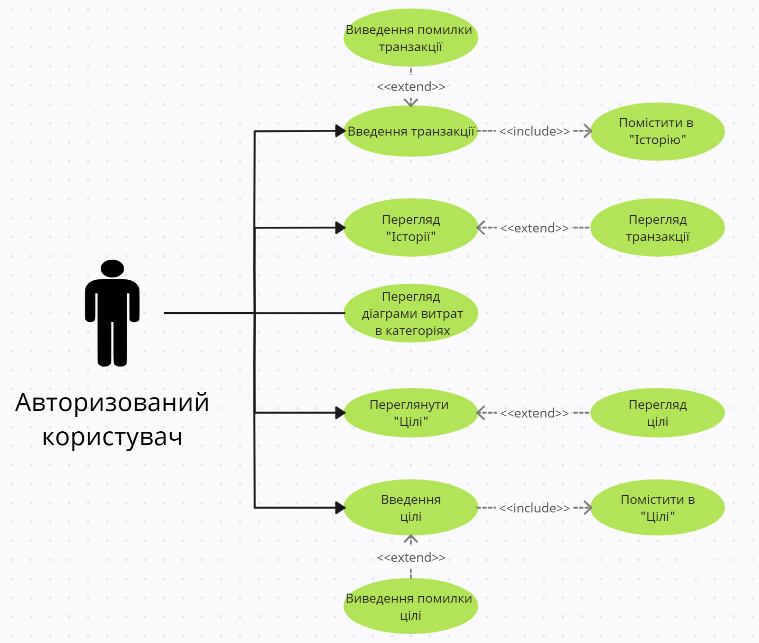 Виведення помилки
транзакції
<<extend>>
Введення транзакції
<<include>>
Помістити в
"Історію"
Перегляд
"Історії"
<<extend>>
Перегляд
транзакції
Перегляд
діаграми витрат
в категоріях
Авторизований
користувач
Переглянути
"Цілі"
<<extend>>
Перегляд
цілі
Введення
цілі
<<include>>
Помістити в
"Цілі"
<<extend>>
Виведення помилки
цілі